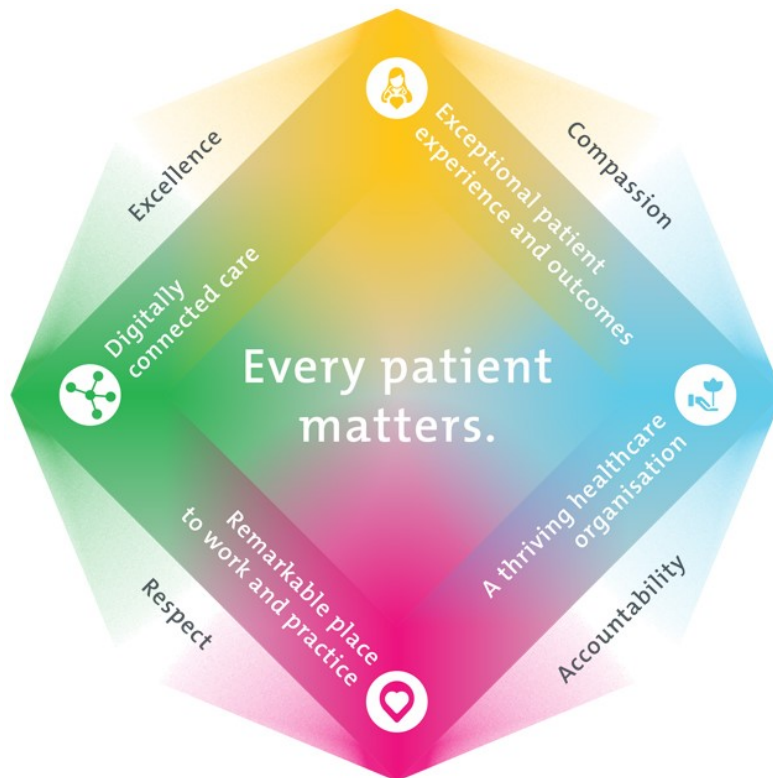 Excellence
Compassion
Exceptional patient
experience and outcomes
Digitally
connected care
Every patient
matters.
A thriving healthcare
organisation
Remarkable place
to work and practice
Respect
Accountability